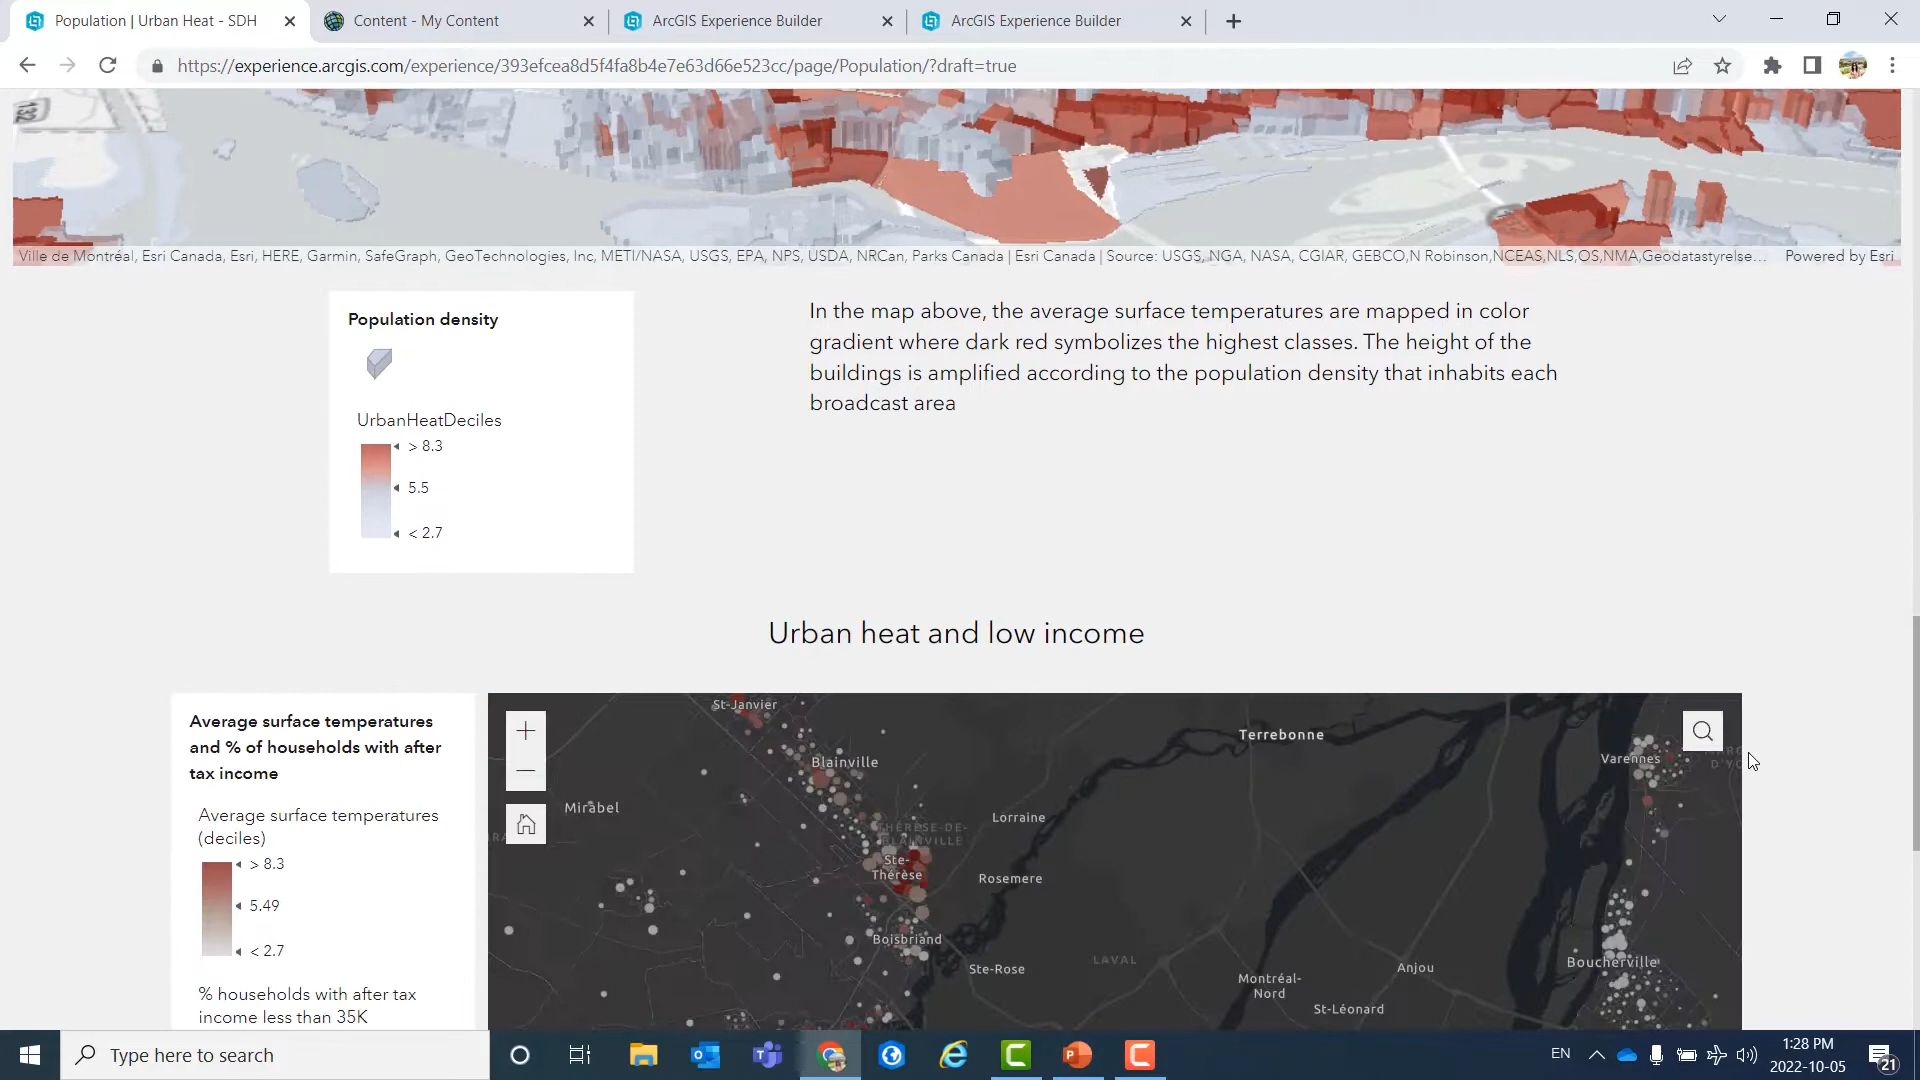 Population | Urban Heat - SDH
Content - My Content
ArcGIS Experience Builder
ArcGIS Experience Builder
https://experience.arcgis.com/experience/393efcea8d5f4fa8b4e7e63d66e523cc/page/Population/?draft=true
132
Ville de Montréal, Esri Canada, Esri, HERE, Garmin, SafeGraph, GeoTechnologies, Inc, METI/NASA, USGS, EPA, NPS, USDA, NRCan, Parks Canada | Esri Canada | Source: USGS, NGA, NASA, CGIAR, GEBCO,N Robinson,NCEAS,NLS,OS,NMA,Geodatastyrelse...
Powered by Esri
Population density
UrbanHeatDeciles
> 8.3
5.5
< 2.7
In the map above, the average surface temperatures are mapped in color
gradient where dark red symbolizes the highest classes. The height of the
buildings is amplified according to the population density that inhabits each
broadcast area
Urban heat and low income
Average surface temperatures
and % of households with after
tax income
Average surface temperatures
(deciles)
> 8.3
5.49
< 2.7
% households with after tax
income less than 35K
St-Janvier
Terrebonne
Blainville
Varennes
Mirabel
Lorraine
THÉRÈSE-DE-
BLAINVILLE
Ste-
Thérèse
Rosemere
Boisbriand
Ste-Rose
LAVAL
Montréal-
Nord
Anjou
Boucherville
St-Léonard
Type here to search
EN
1:28 PM
2022-10-05
21